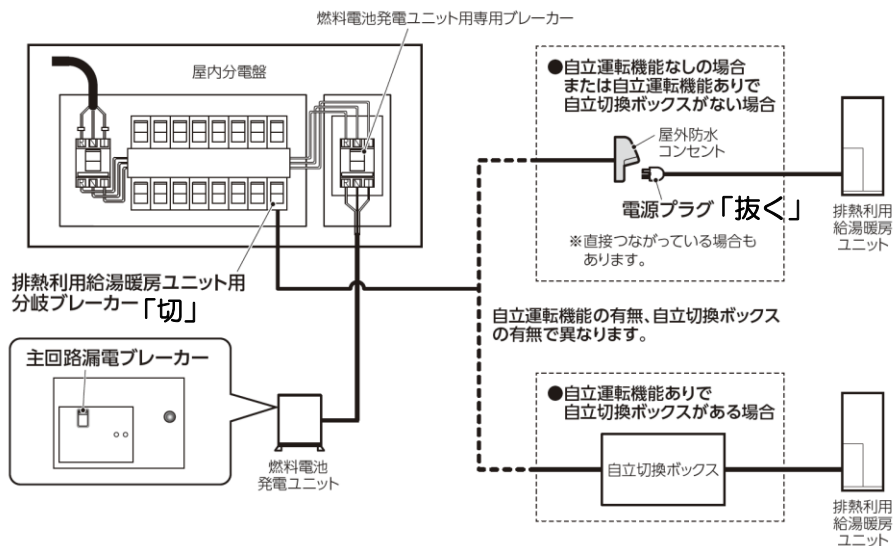 燃料電池発電ユニット用専用ブレーカー
屋内分電盤
排熱利用給湯暖房ユニット用
分岐ブレーカー「切」
主回路漏電ブレーカー
燃料電池
発電ユニット
●自立運転機能なしの場合
または自立運転機能ありで
自立切換ボックスがない場合
屋外防水
コンセント
電源プラグ「抜く」
※直接つながっている場合も
あります。
排熱利用
給湯暖房
ユニット
自立運転機能の有無、自立切換ボックス
の有無で異なります。
●自立運転機能ありで
自立切換ボックスがある場合
自立切換ボックス
排熱利用
給湯暖房
ユニット